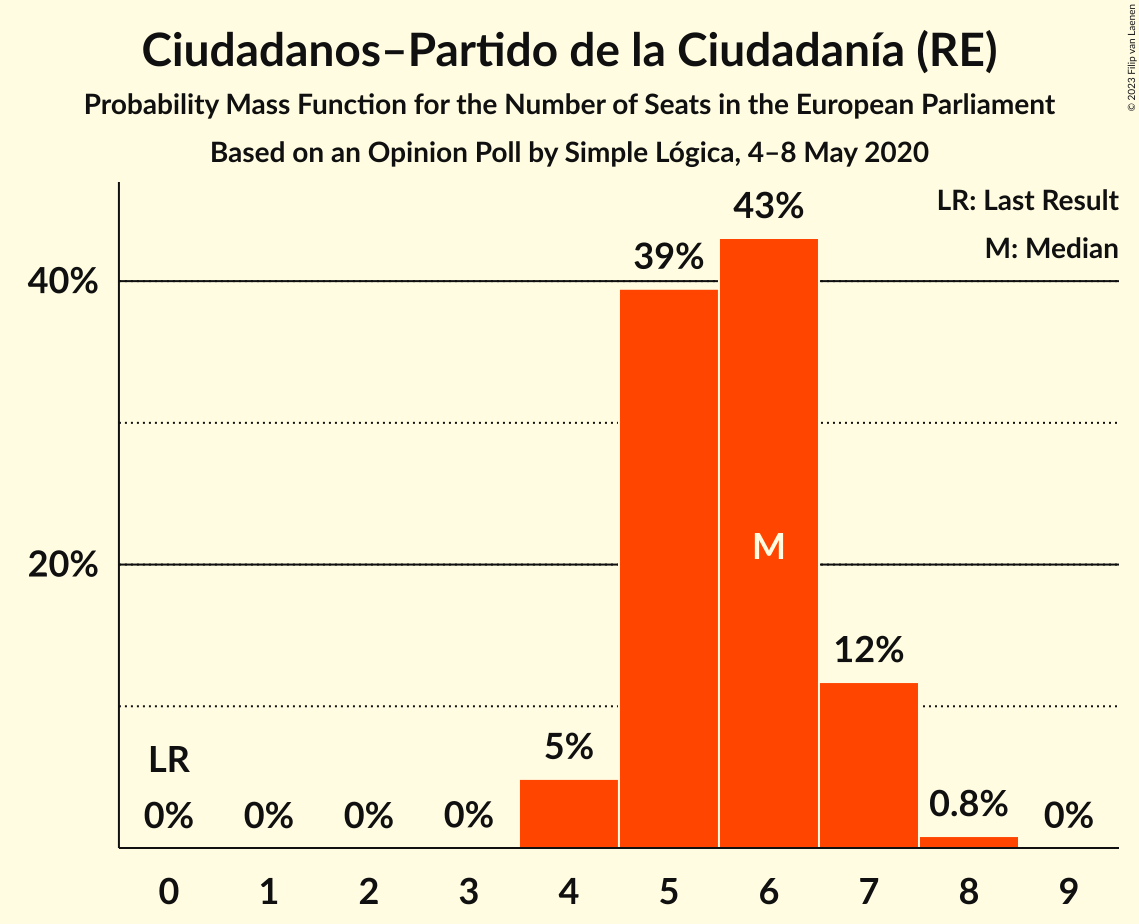 Ciudadanos–Partido de la Ciudadanía (RE)
Probability Mass Function for the Number of Seats in the European Parliament
Based on an Opinion Poll by Simple Lógica, 4–8 May 2020
© 2023 Filip van Laenen
LR: Last Result
M: Median
43%
39%
40%
M
20%
12%
5%
LR
0.8%
0% 0% 0% 0% 0%
0 1 2 3 4 5 6 7 8 9